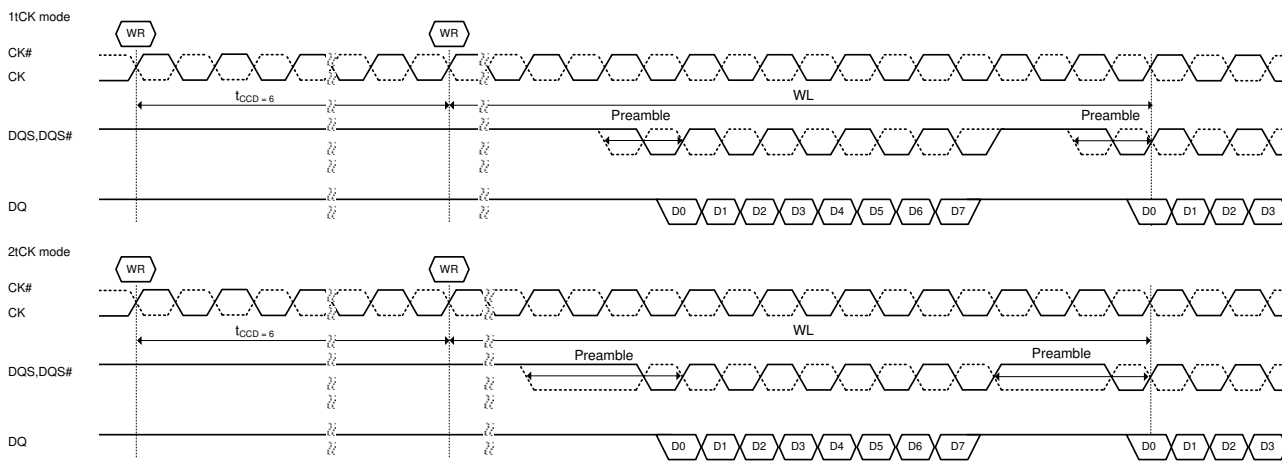 1tCK mode
WR WR
CK#
CK
tCCD = 6 WL
Preamble Preamble
DQS,DQS#
DQ D0 D1 D2 D3 D4 D5 D6 D7 D0 D1 D2 D3
2tCK mode
WR WR
CK#
CK
tCCD = 6 WL
Preamble Preamble
DQS,DQS#
DQ D0 D1 D2 D3 D4 D5 D6 D7 D0 D1 D2 D3